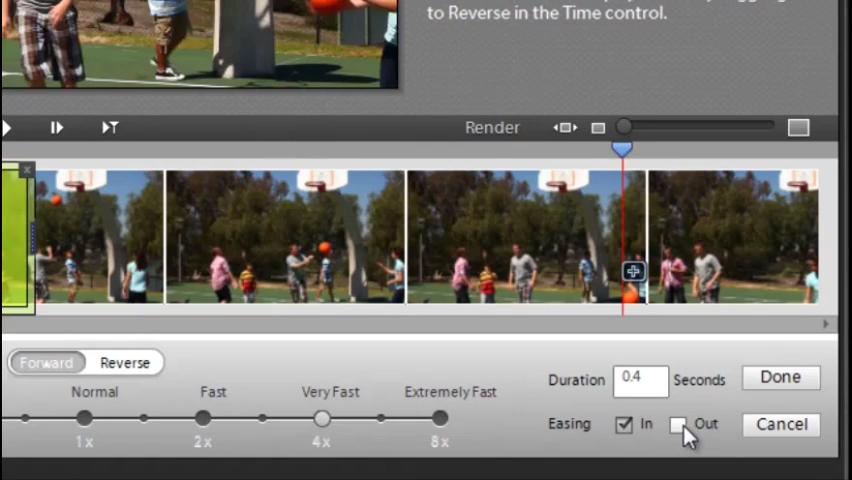 to Reverse in the Time control.
Render
x
Forward Reverse
Normal Fast Very Fast Extremely Fast
1x 2x 4x 8x
Duration 0.4 Seconds Done
Easing In Out Cancel